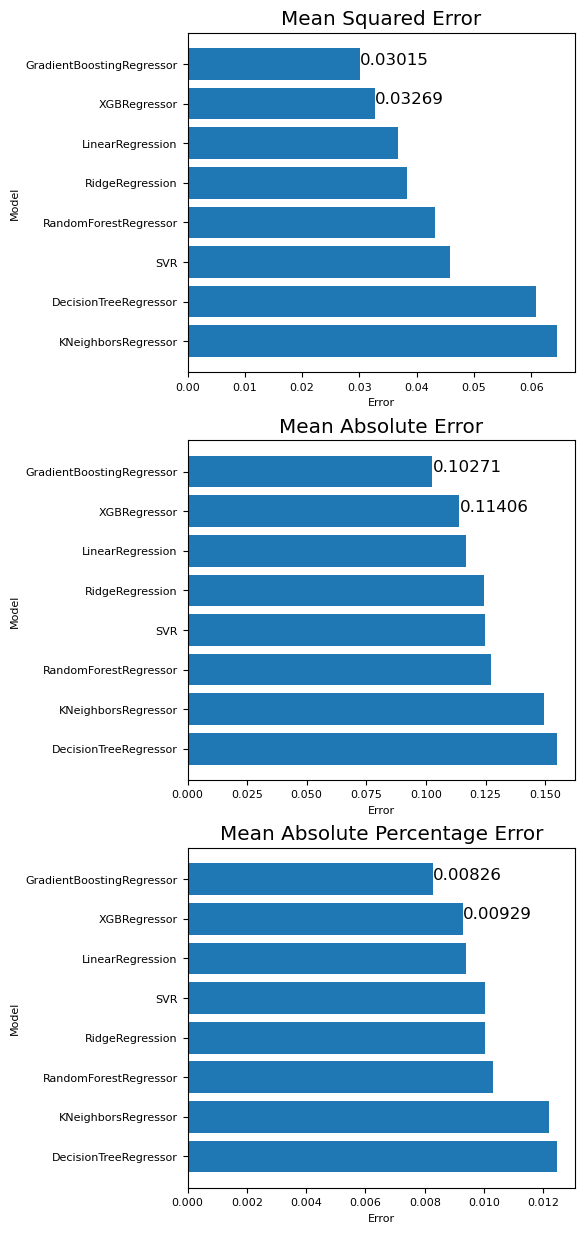 Mean Squared Error
GradientBoostingRegressor
0.03015
XGBRegressor
0.03269
LinearRegression
RidgeRegression
RandomForestRegressor
SVR
DecisionTreeRegressor
KNeighborsRegressor
Model
0.00 0.01 0.02 0.03 0.04 0.05 0.06
Error
Mean Absolute Error
GradientBoostingRegressor
0.10271
XGBRegressor
0.11406
LinearRegression
RidgeRegression
SVR
RandomForestRegressor
KNeighborsRegressor
DecisionTreeRegressor
Model
0.000 0.025 0.050 0.075 0.100 0.125 0.150
Error
Mean Absolute Percentage Error
GradientBoostingRegressor
0.00826
XGBRegressor
0.00929
LinearRegression
SVR
RidgeRegression
RandomForestRegressor
KNeighborsRegressor
DecisionTreeRegressor
Model
0.000 0.002 0.004 0.006 0.008 0.010 0.012
Error